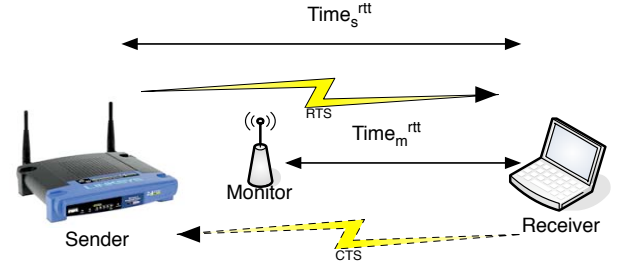 Time_s^rtt
RTS
Time_m^rtt
Monitor
Receiver
Sender
CTS